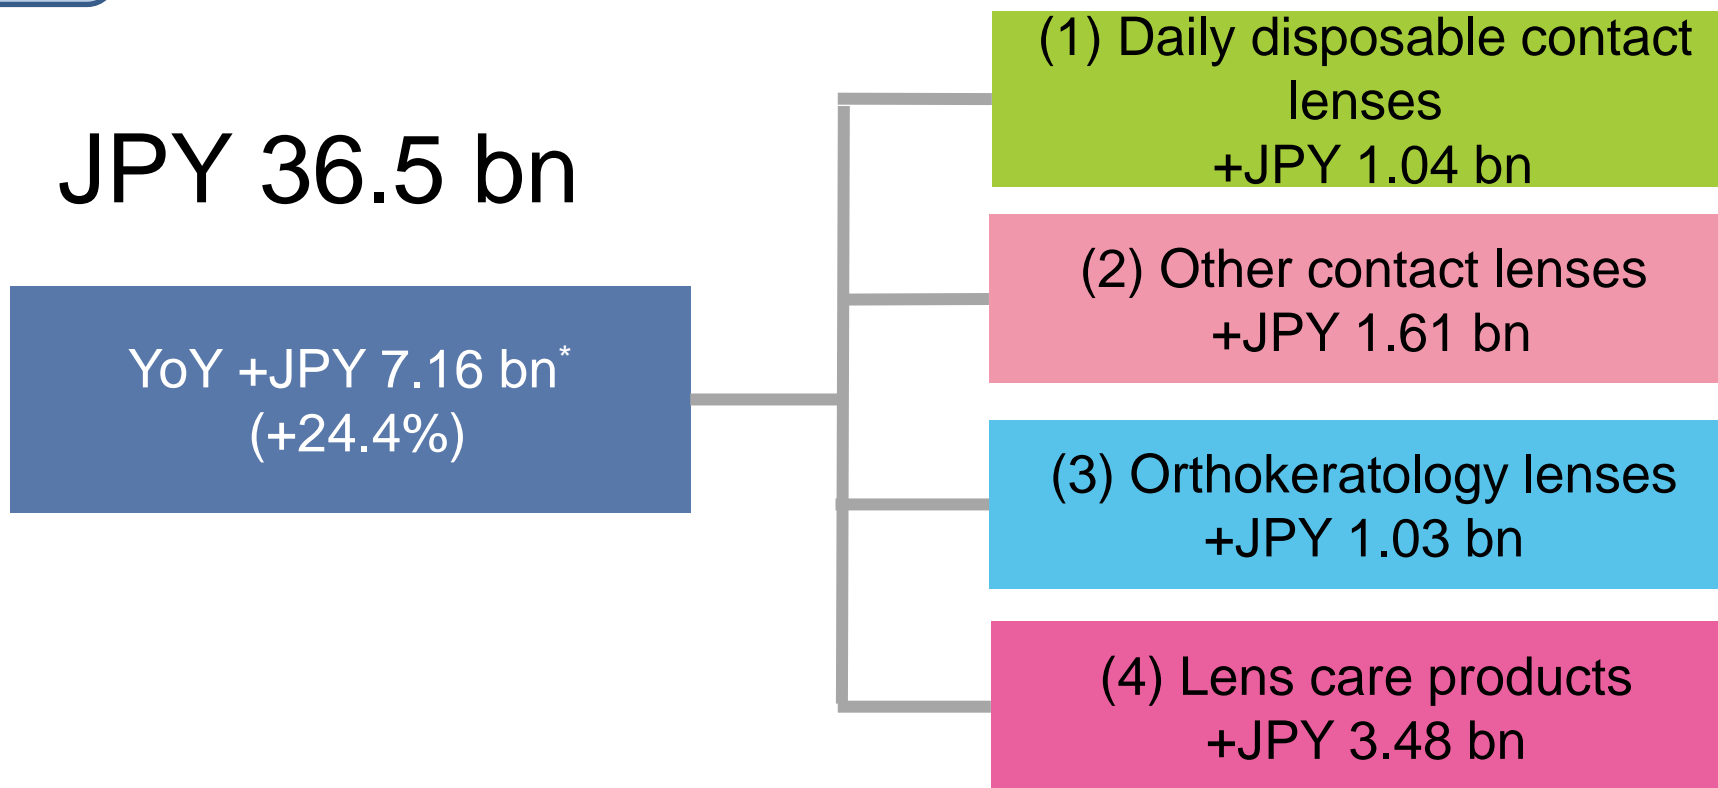 JPY 36.5 bn
YoY +JPY 7.16 bn*
(+24.4%)
(1) Daily disposable contact
lenses
+JPY 1.04 bn
(2) Other contact lenses
+JPY 1.61 bn
(3) Orthokeratology lenses
+JPY 1.03 bn
(4) Lens care products
+JPY 3.48 bn